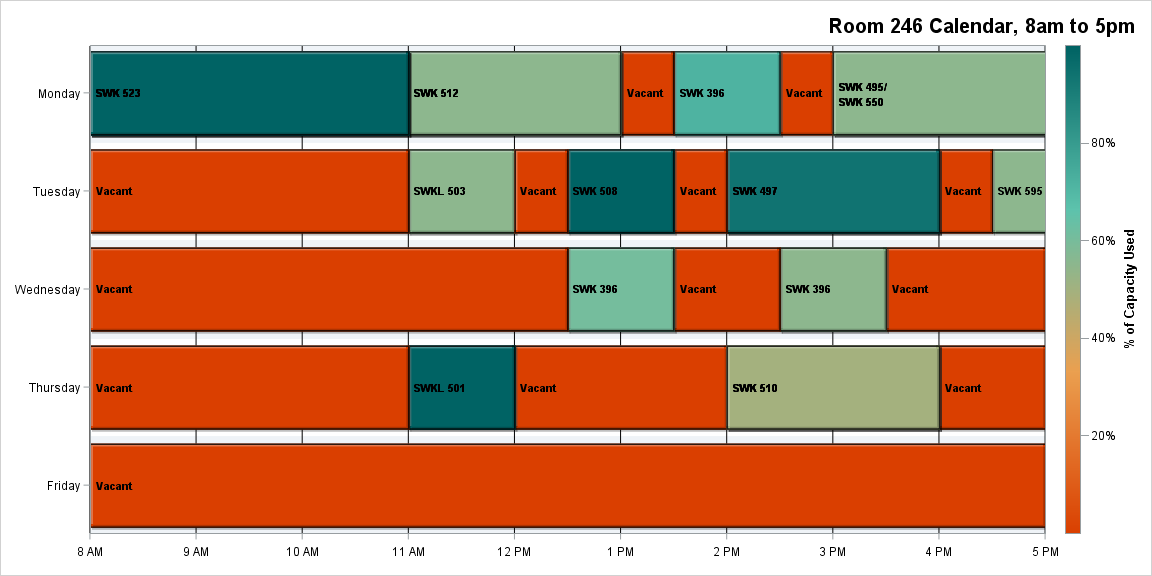 Room 246 Calendar, 8am to 5pm
Monday
SWK 523
SWK 512
Vacant
SWK 396
Vacant
SWK 495/
SWK 550
Tuesday
Vacant
SWKL 503
Vacant
SWK 508
Vacant
SWK 497
Vacant
SWK 595
Wednesday
Vacant
SWK 396
Vacant
SWK 396
Vacant
Thursday
Vacant
SWKL 501
Vacant
SWK 510
Vacant
Friday
Vacant
8 AM
9 AM
10 AM
11 AM
12 PM
1 PM
2 PM
3 PM
4 PM
5 PM
80%
60%
40%
20%
% of Capacity Used